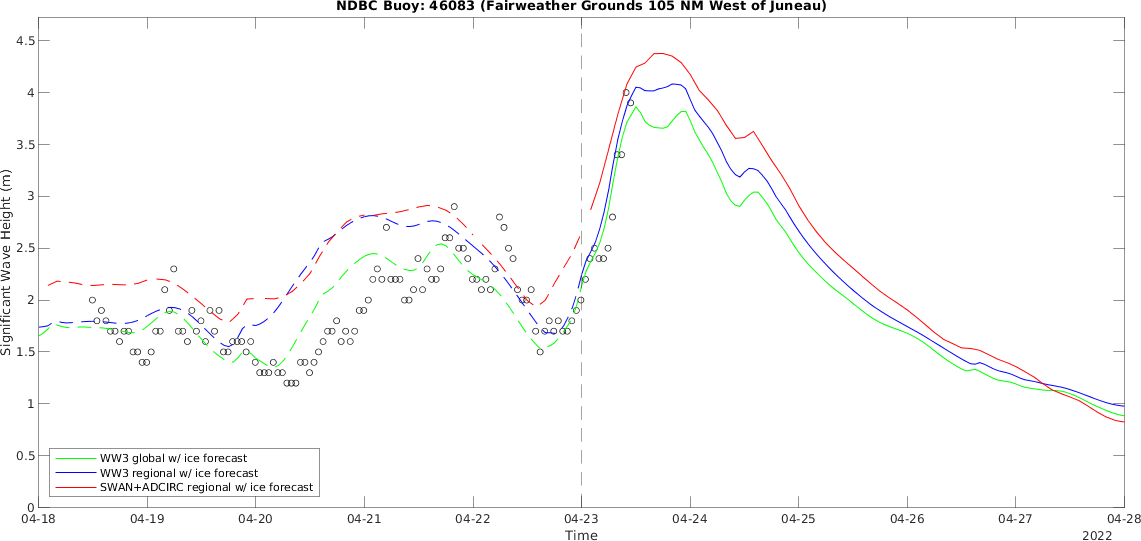 NDBC Buoy: 46083 (Fairweather Grounds 105 NM West of Juneau)
Significant Wave Height (m)
4.5
4
3.5
3
2.5
2
1.5
1
0.5
0
WW3 global w/ ice forecast
WW3 regional w/ ice forecast
SWAN+ADCIRC regional w/ ice forecast
04-18 04-19 04-20 04-21 04-22 04-23 04-24 04-25 04-26 04-27 04-28
Time
2022